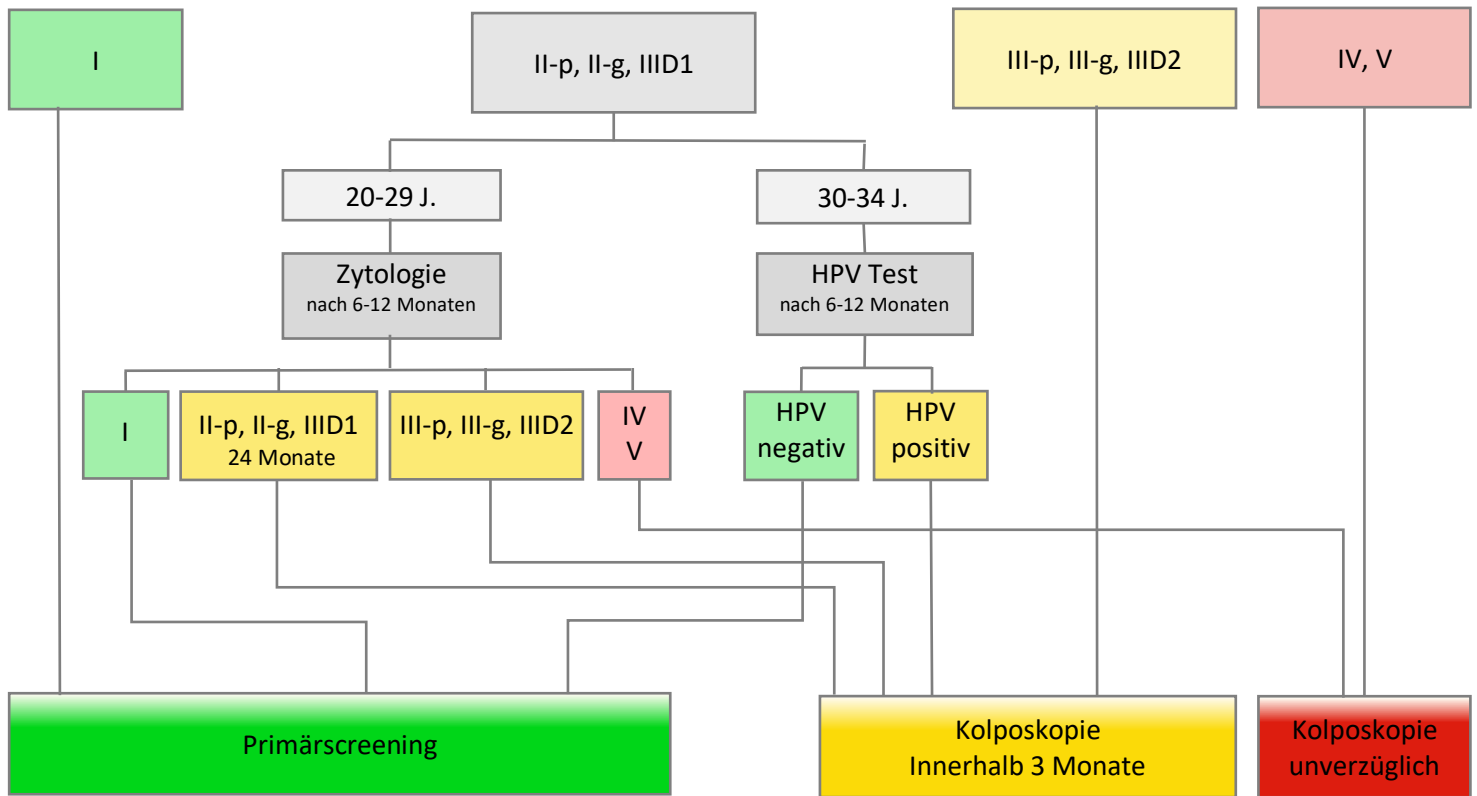 I
II-p, II-g, IIID1
III-p, III-g, IIID2
IV, V
20-29 J.
30-34 J.
Zytologie
nach 6-12 Monaten
HPV Test
nach 6-12 Monaten
I
II-p, II-g, IIID1
24 Monate
III-p, III-g, IIID2
IV
V
HPV
negativ
HPV
positiv
Primärscreening
Kolposkopie
Innerhalb 3 Monate
Kolposkopie
unverzüglich